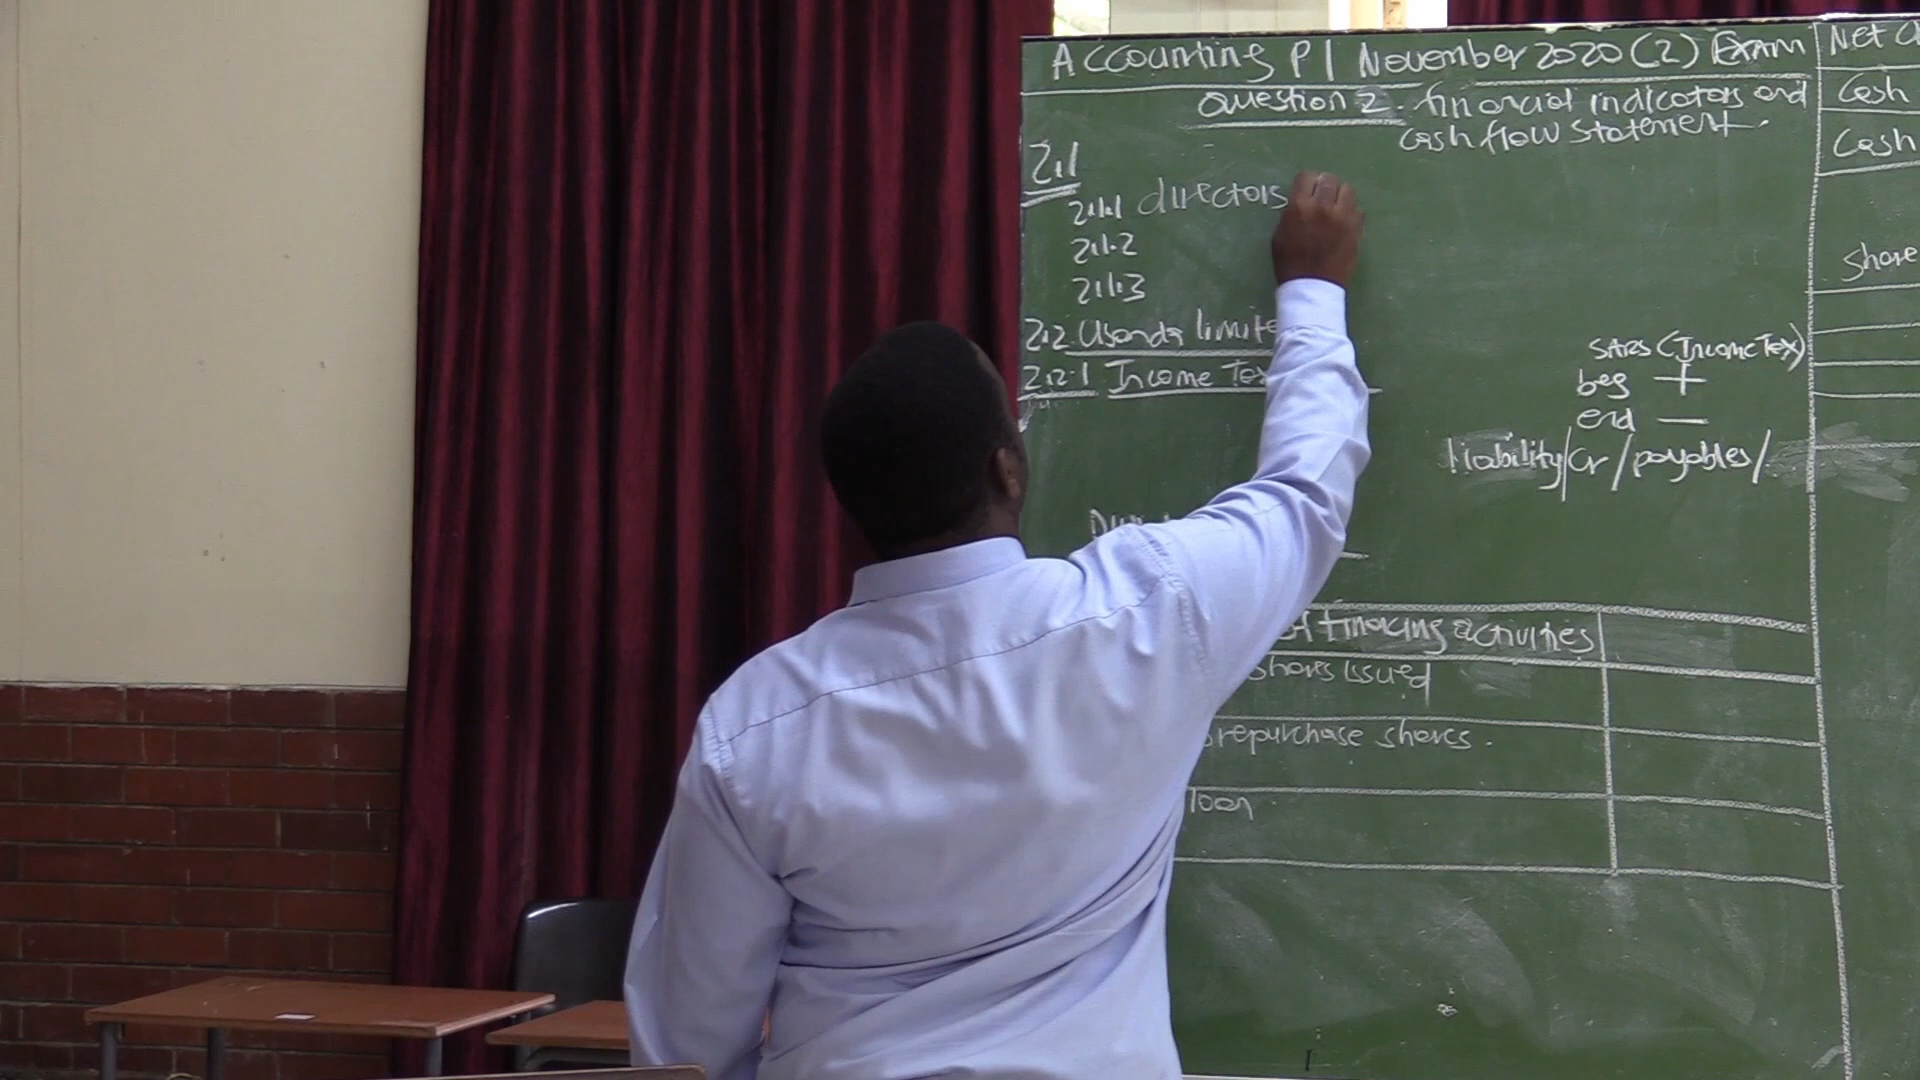 Accounting P1 November 2020 (2) Exam
Question 2. financial indicators and
cash flow statement.
2.1
2.1.1 directors
2.1.2
2.1.3
2.2 Usanda limite
2.2.1 Income Tax
SARS (Income Tax)
beg +
end -
liability/cr/payables/
of financing activities
shares issued
repurchase shares.
loan
Net
Cash
Cash
Share